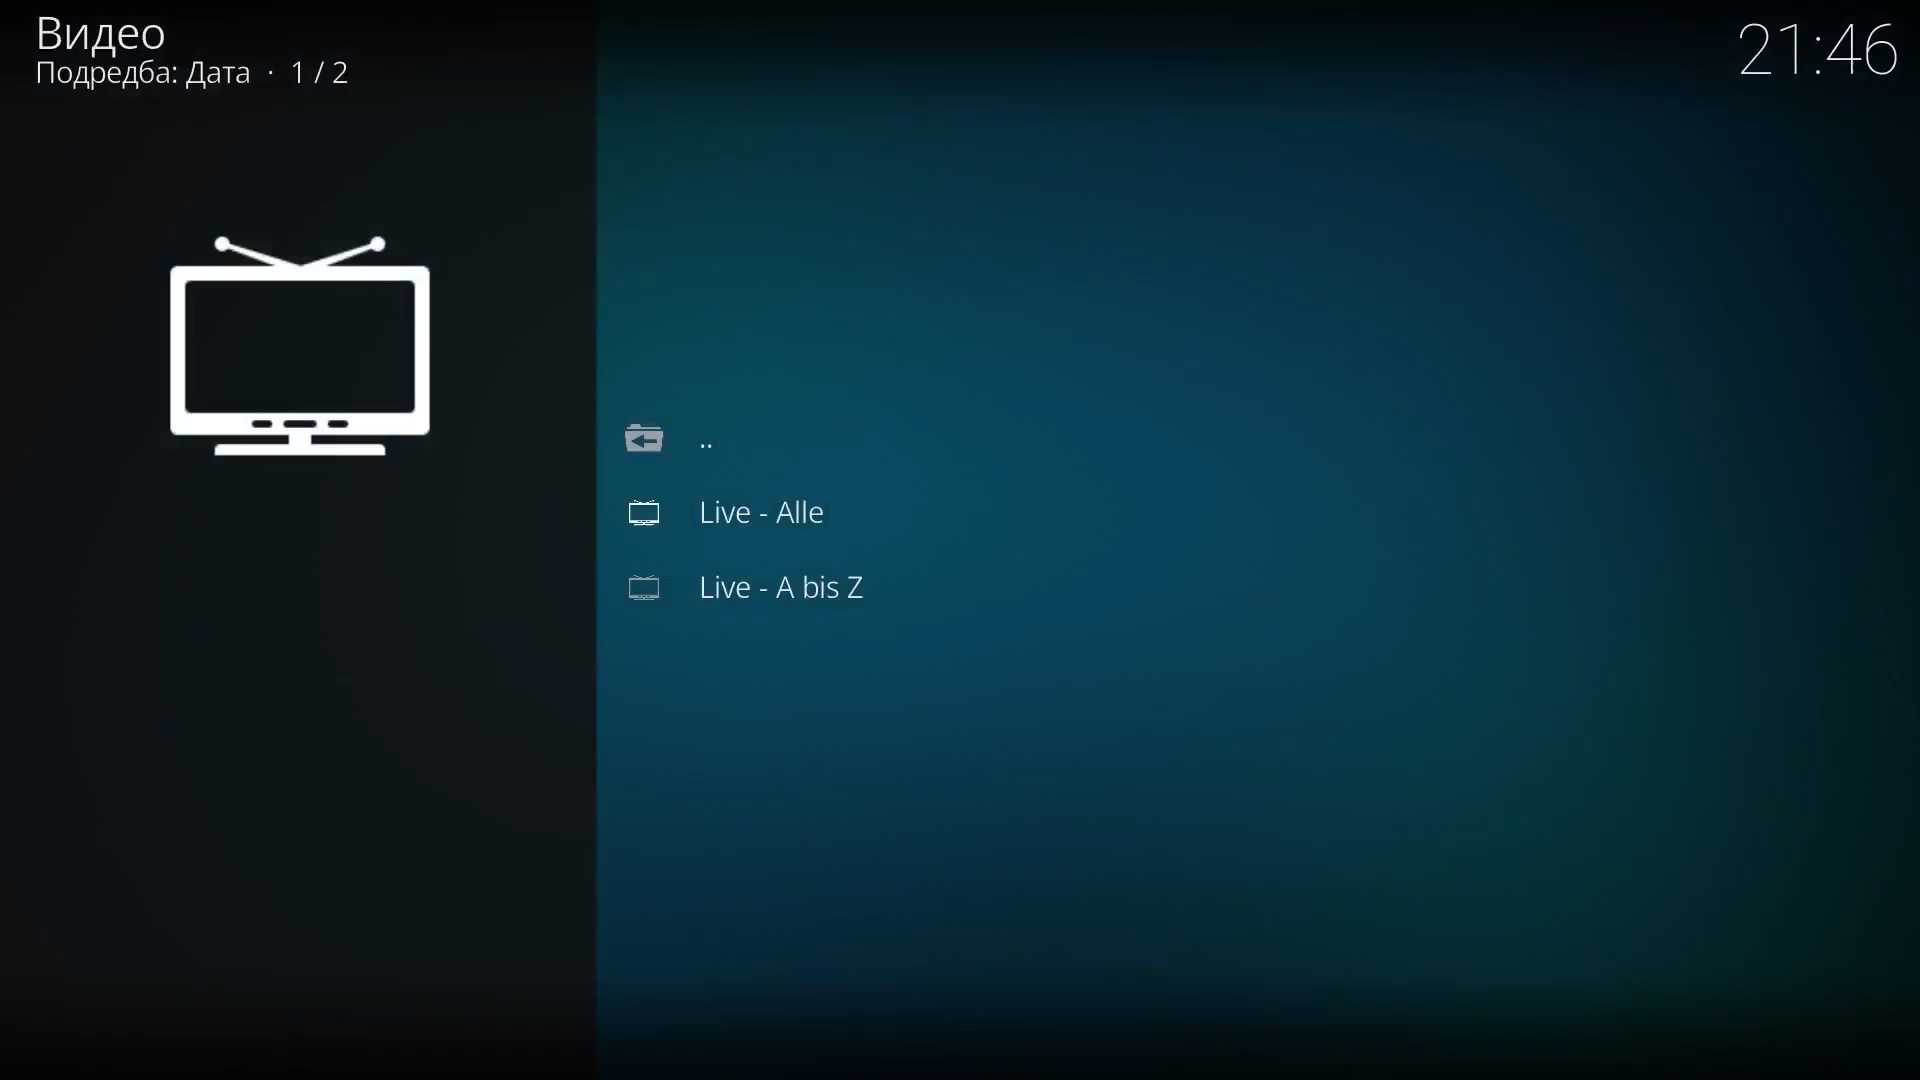 Видео
Подредба: Дата · 1 / 2
21:46
..
Live - Alle
Live - A bis Z